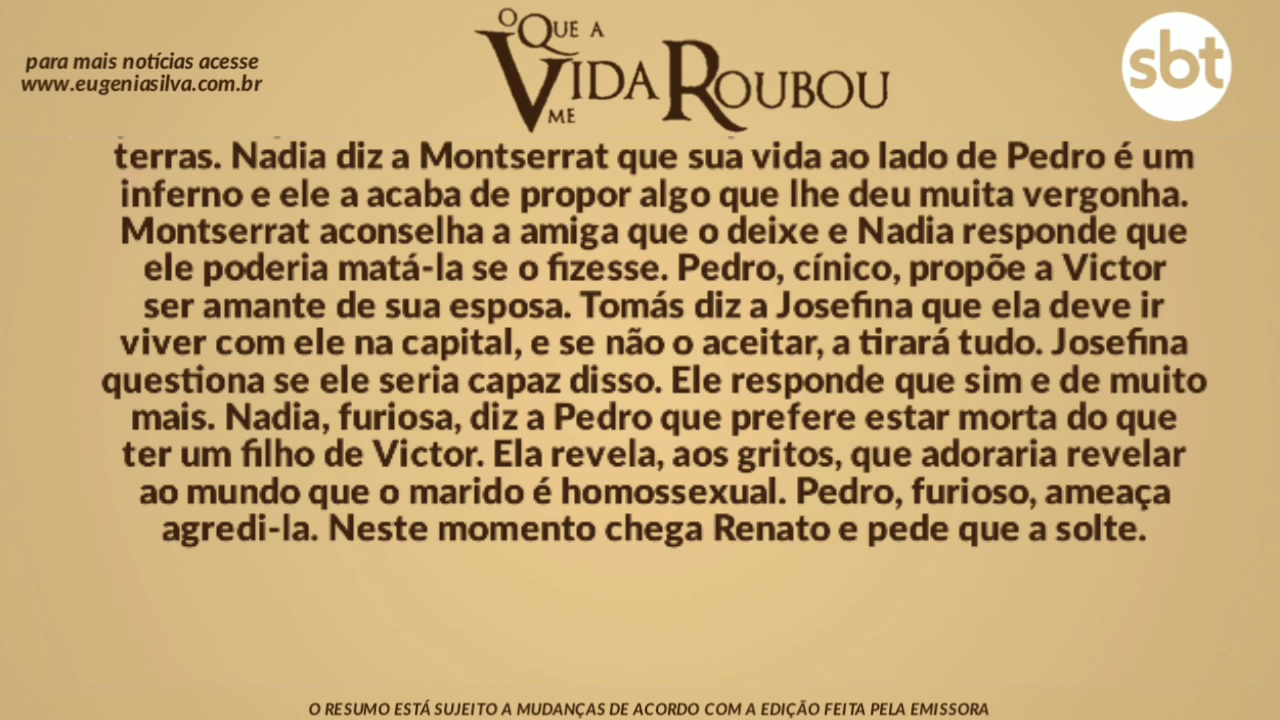 para mais notícias acesse
www.eugeniasilva.com.br
O QUE A
VIDA ROUBOU
ME
sbt
terras. Nadia diz a Montserrat que sua vida ao lado de Pedro é um
inferno e ele a acaba de propor algo que lhe deu muita vergonha.
Montserrat aconselha a amiga que o deixe e Nadia responde que
ele poderia matá-la se o fizesse. Pedro, cínico, propõe a Victor
ser amante de sua esposa. Tomás diz a Josefina que ela deve ir
viver com ele na capital, e se não o aceitar, a tirará tudo. Josefina
questiona se ele seria capaz disso. Ele responde que sim e de muito
mais. Nadia, furiosa, diz a Pedro que prefere estar morta do que
ter um filho de Victor. Ela revela, aos gritos, que adoraria revelar
ao mundo que o marido é homossexual. Pedro, furioso, ameaça
agredi-la. Neste momento chega Renato e pede que a solte.
O RESUMO ESTÁ SUJEITO A MUDANÇAS DE ACORDO COM A EDIÇÃO FEITA PELA EMISSORA